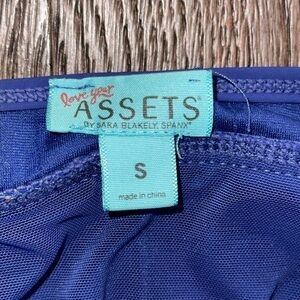 love your
ASSETS
BY SARA BLAKELY, SPANX®
S
made in china